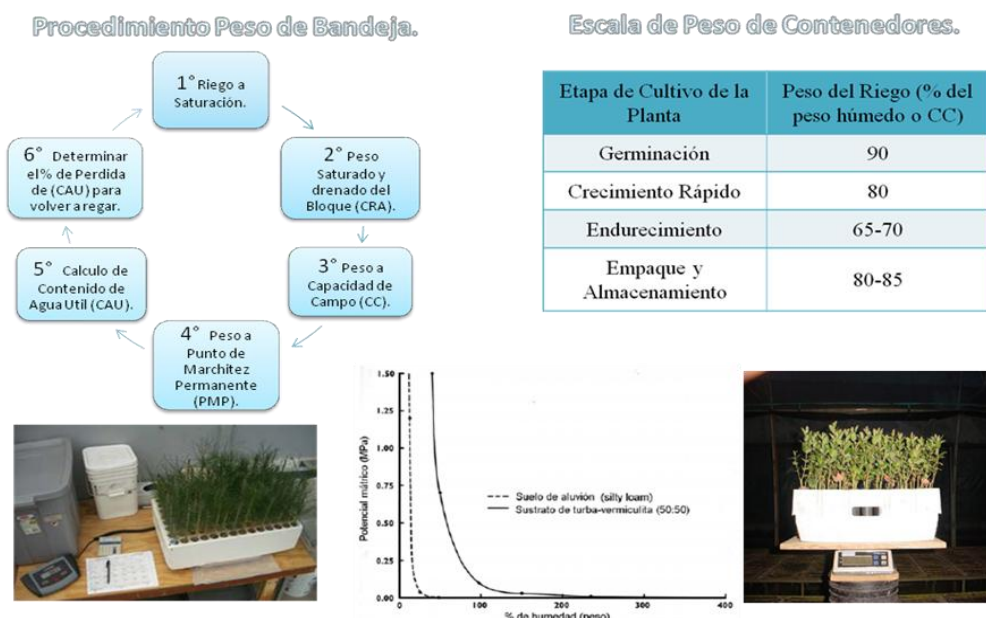 Procedimiento Peso de Bandeja.
1° Riego a
Saturación.
2° Peso
Saturado y
drenado del
Bloque (CRA).
3° Peso a
Capacidad de
Campo (CC).
4° Peso a
Punto de
Marchitez
Permanente
(PMP).
5° Calculo de
Contenido de
Agua Util (CAU).
6° Determinar
el% de Perdida
de (CAU) para
volver a regar.
Escala de Peso de Contenedores.
Etapa de Cultivo de la
Planta
Peso del Riego (% del
peso húmedo o CC)
Germinación
90
Crecimiento Rápido
80
Endurecimiento
65-70
Empaque y
Almacenamiento
80-85
Potencial mátrico (MPa)
1.50
1.25
1.00
0.75
0.50
0.25
0.00
Suelo de aluvión (silty loam)
Sustrato de turba-vermiculita (50:50)
0
100
200
300
400
% de humedad (peso)